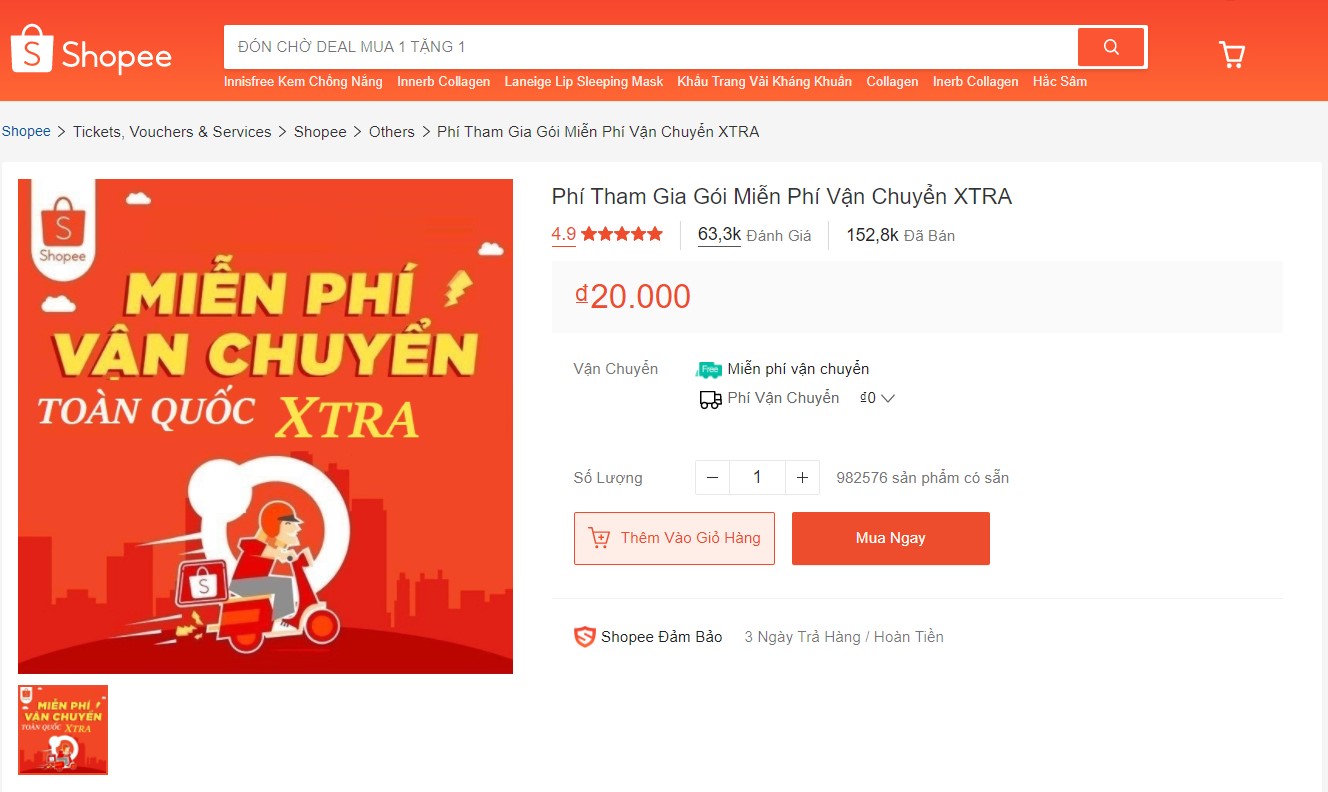 Shopee
ĐÓN CHỜ DEAL MUA 1 TẶNG 1
Innisfree Kem Chống Nắng Innerb Collagen Laneige Lip Sleeping Mask Khẩu Trang Vải Kháng Khuẩn Collagen Inerb Collagen Hắc Sâm
Shopee > Tickets, Vouchers & Services > Shopee > Others > Phí Tham Gia Gói Miễn Phí Vận Chuyển XTRA
Shopee
MIỄN PHÍ
VẬN CHUYỂN
TOÀN QUỐC XTRA
MIỄN PHÍ
VẬN CHUYỂN
TOÀN QUỐC XTRA
Phí Tham Gia Gói Miễn Phí Vận Chuyển XTRA
4.9 63,3k Đánh Giá 152,8k Đã Bán
₫20.000
Vận Chuyển Free Miễn phí vận chuyển
Phí Vận Chuyển ₫0
Số Lượng − 1 + 982576 sản phẩm có sẵn
Thêm Vào Giỏ Hàng Mua Ngay
Shopee Đảm Bảo 3 Ngày Trả Hàng / Hoàn Tiền